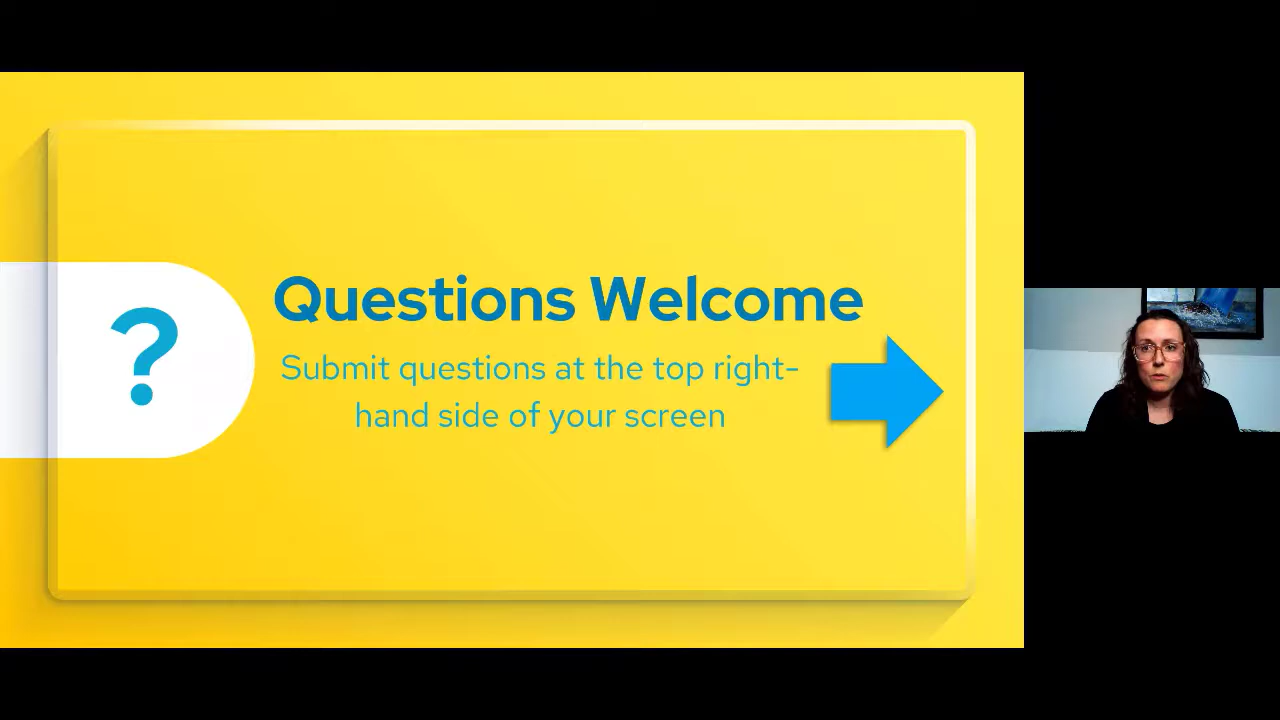 ?
Questions Welcome
Submit questions at the top right-
hand side of your screen